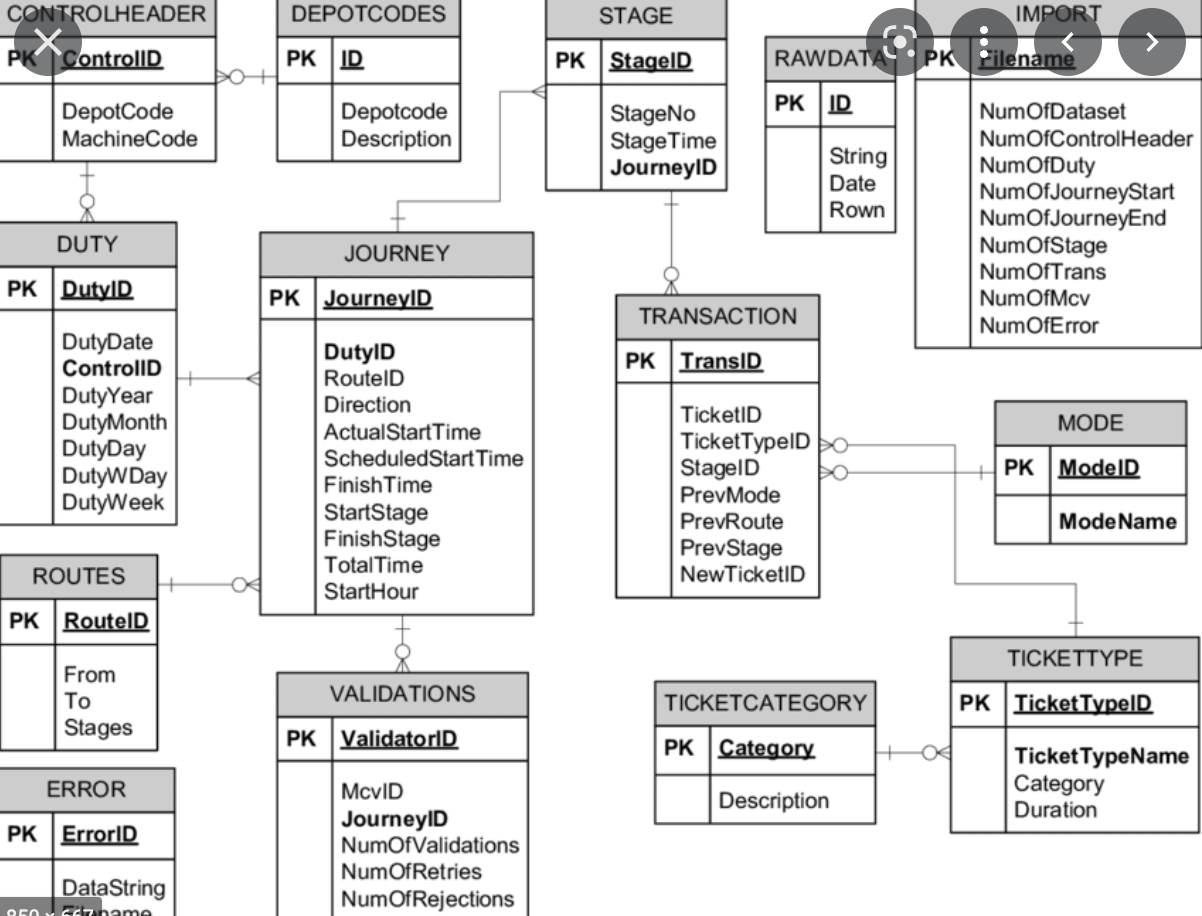 CONTROLHEADER
PK ControlID
DepotCode
MachineCode
DEPOTCODES
PK ID
Depotcode
Description
STAGE
PK StageID
StageNo
StageTime
JourneyID
RAWDATA
PK ID
String
Date
Rown
IMPORT
PK Filename
NumOfDataset
NumOfControlHeader
NumOfDuty
NumOfJourneyStart
NumOfJourneyEnd
NumOfStage
NumOfTrans
NumOfMcv
NumOfError
DUTY
PK DutyID
DutyDate
ControlID
DutyYear
DutyMonth
DutyDay
DutyWDay
DutyWeek
JOURNEY
PK JourneyID
DutyID
RouteID
Direction
ActualStartTime
ScheduledStartTime
FinishTime
StartStage
FinishStage
TotalTime
StartHour
TRANSACTION
PK TransID
TicketID
TicketTypeID
StageID
PrevMode
PrevRoute
PrevStage
NewTicketID
MODE
PK ModeID
ModeName
ROUTES
PK RouteID
From
To
Stages
VALIDATIONS
PK ValidatorID
McvID
JourneyID
NumOfValidations
NumOfRetries
NumOfRejections
TICKETCATEGORY
PK Category
Description
TICKETTYPE
PK TicketTypeID
TicketTypeName
Category
Duration
ERROR
PK ErrorID
DataString
Filename
850 × 667